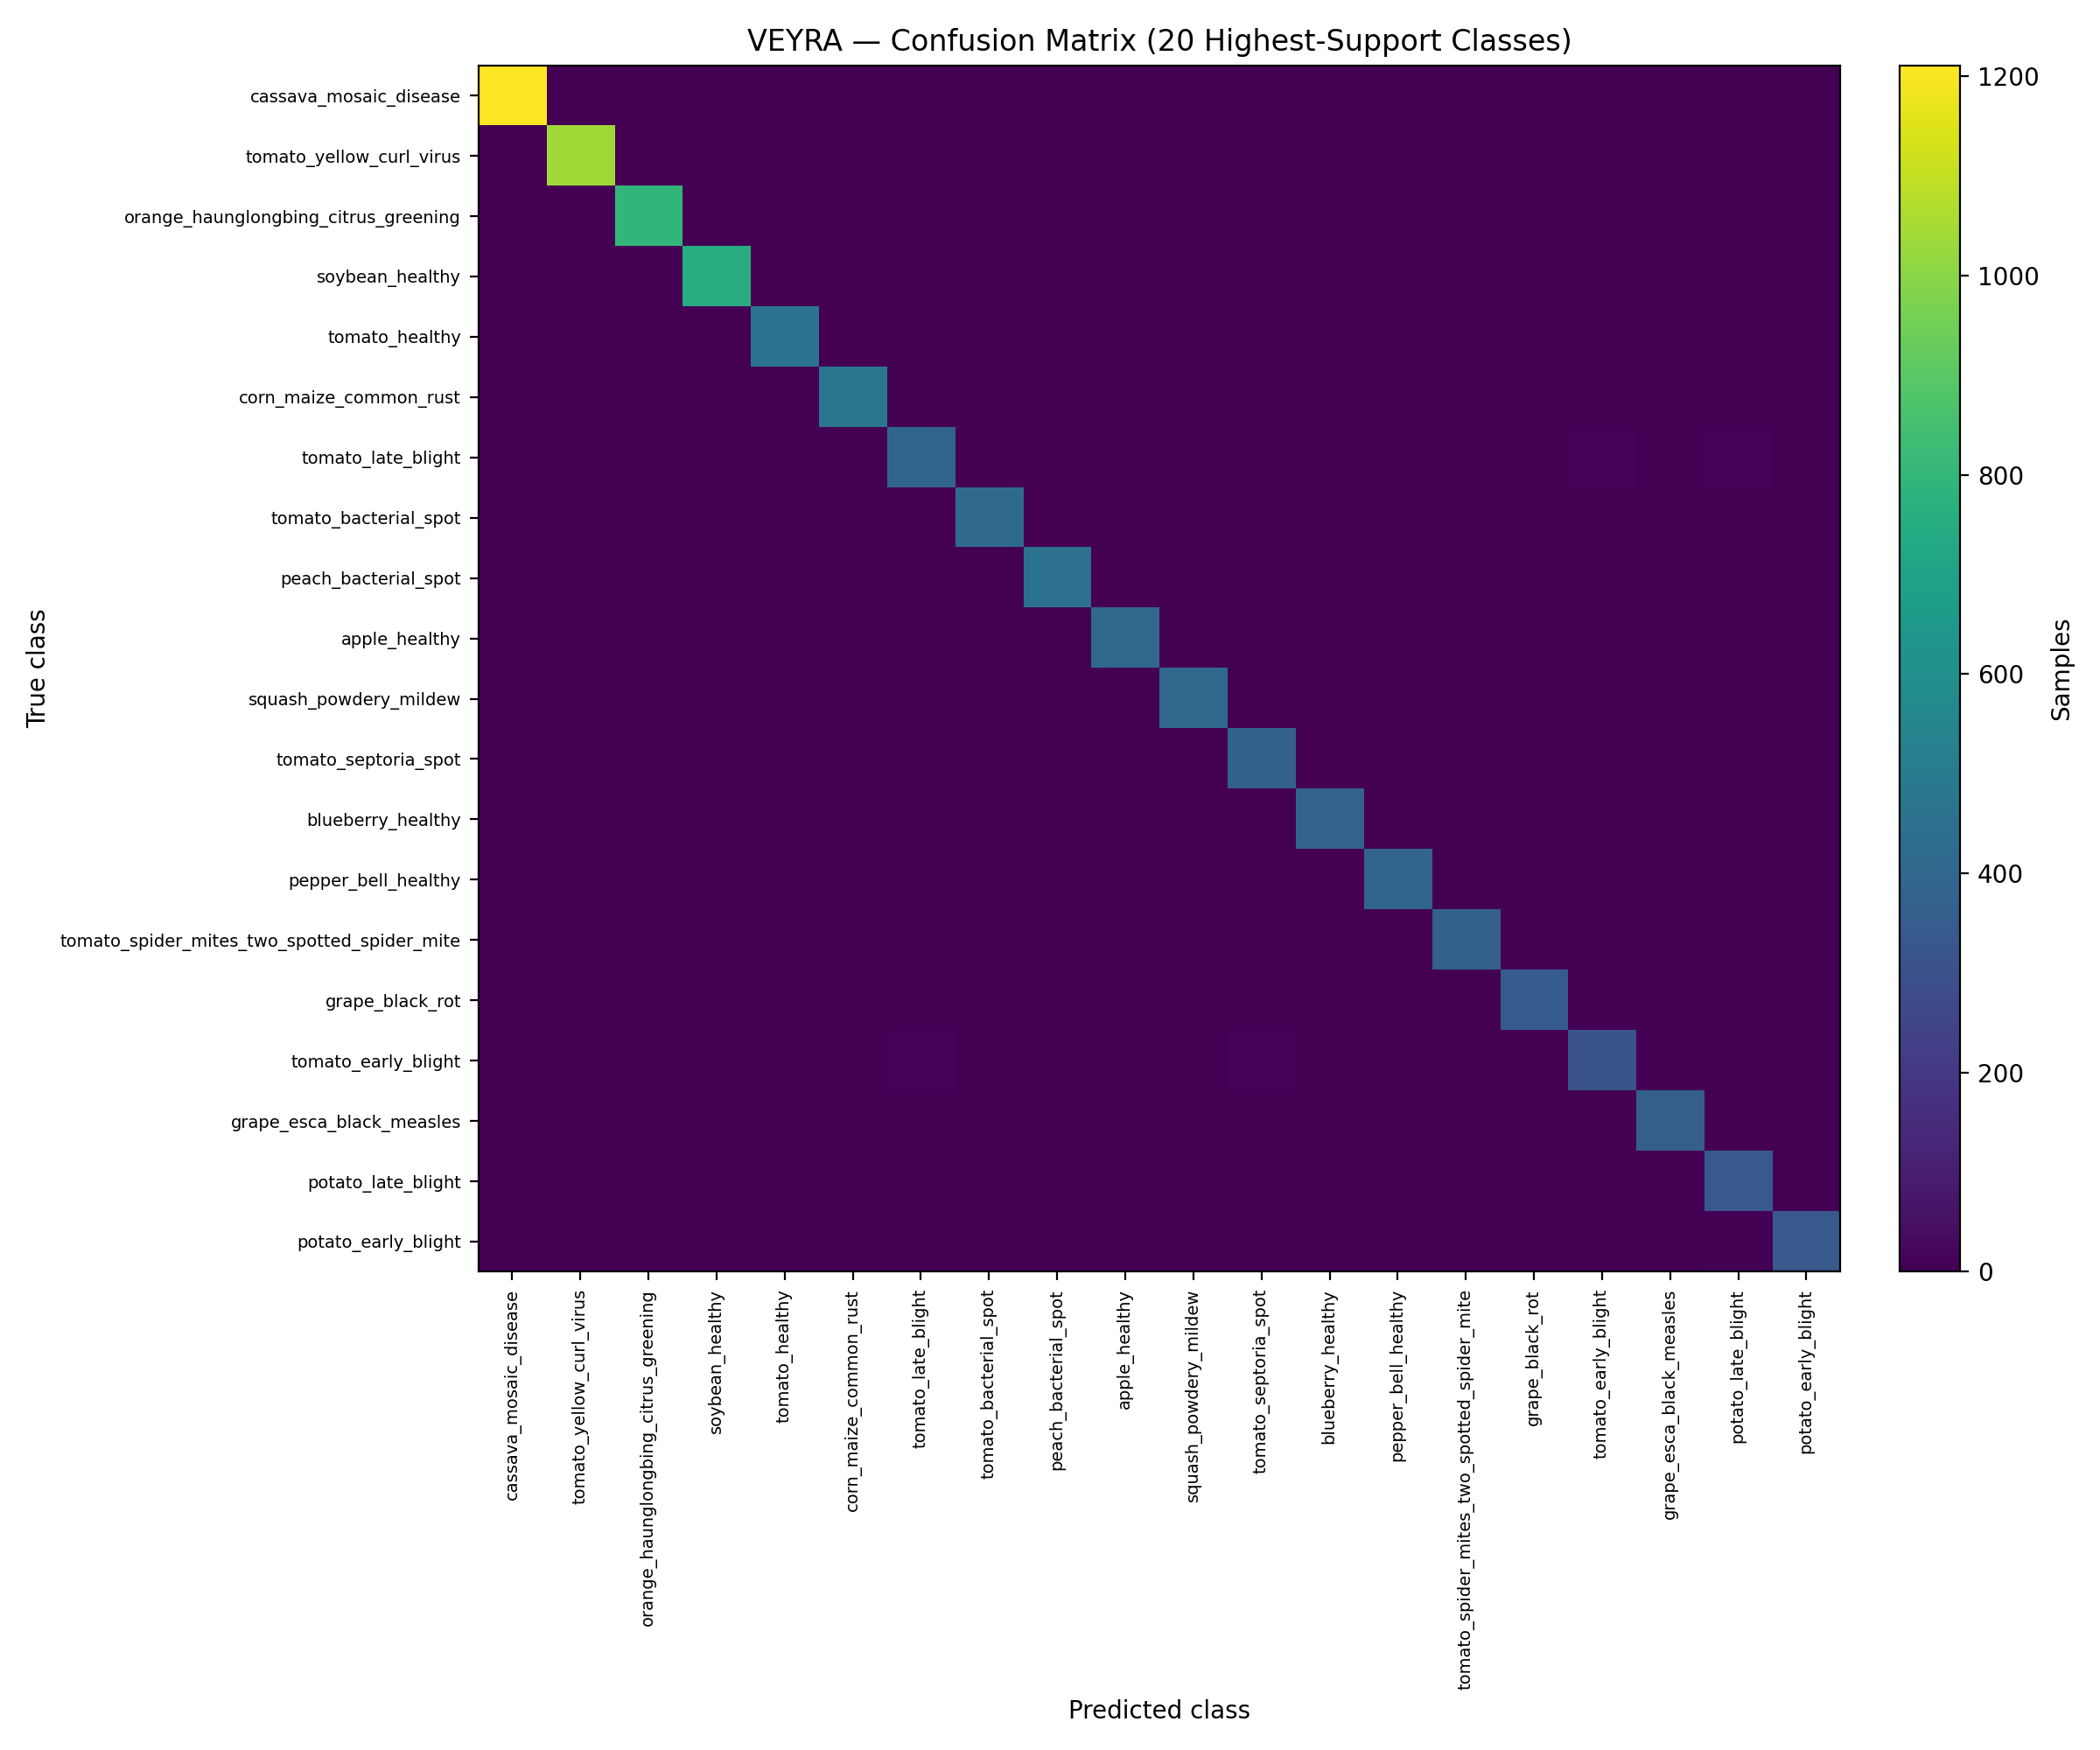 VEYRA — Confusion Matrix (20 Highest-Support Classes)
True class
cassava_mosaic_disease
tomato_yellow_curl_virus
orange_haunglongbing_citrus_greening
soybean_healthy
tomato_healthy
corn_maize_common_rust
tomato_late_blight
tomato_bacterial_spot
peach_bacterial_spot
apple_healthy
squash_powdery_mildew
tomato_septoria_spot
blueberry_healthy
pepper_bell_healthy
tomato_spider_mites_two_spotted_spider_mite
grape_black_rot
tomato_early_blight
grape_esca_black_measles
potato_late_blight
potato_early_blight
cassava_mosaic_disease
tomato_yellow_curl_virus
orange_haunglongbing_citrus_greening
soybean_healthy
tomato_healthy
corn_maize_common_rust
tomato_late_blight
tomato_bacterial_spot
peach_bacterial_spot
apple_healthy
squash_powdery_mildew
tomato_septoria_spot
blueberry_healthy
pepper_bell_healthy
tomato_spider_mites_two_spotted_spider_mite
grape_black_rot
tomato_early_blight
grape_esca_black_measles
potato_late_blight
potato_early_blight
Predicted class
1200
1000
800
600
400
200
0
Samples